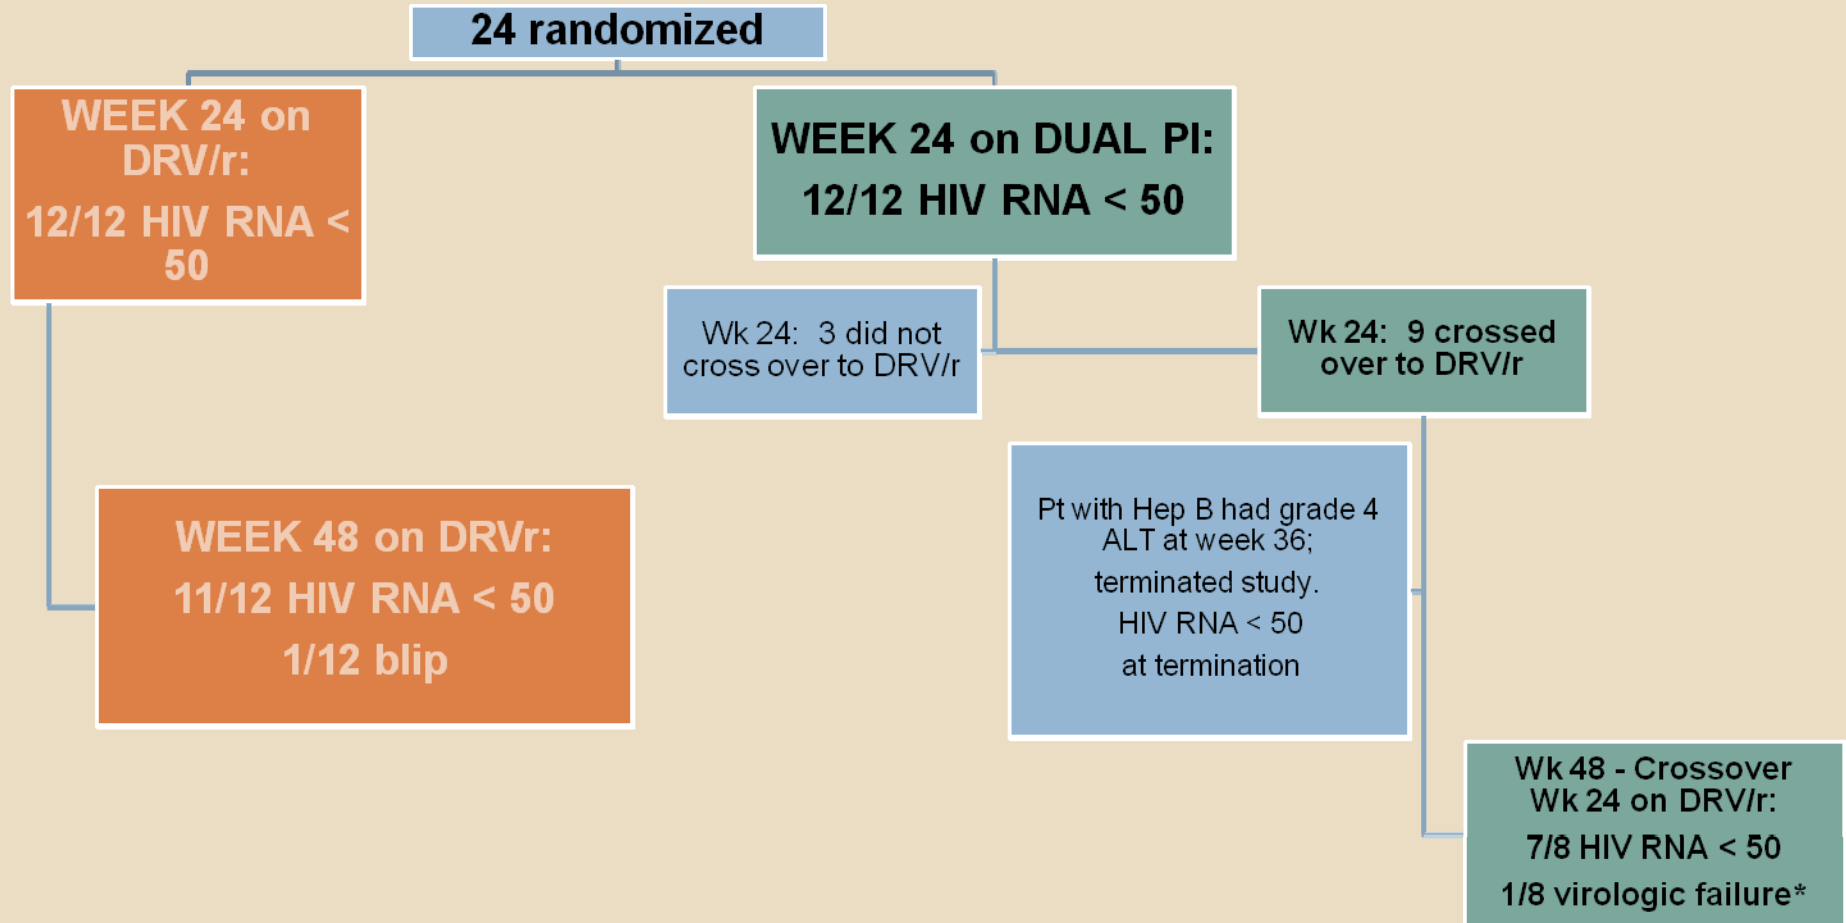 24 randomized
WEEK 24 on
DRV/r:
12/12 HIV RNA <
50
WEEK 24 on DUAL PI:
12/12 HIV RNA < 50
Wk 24:  3 did not
cross over to DRV/r
Wk 24:  9 crossed
over to DRV/r
WEEK 48 on DRVr:
11/12 HIV RNA < 50
1/12 blip
Pt with Hep B had grade 4
ALT at week 36;
terminated study.
HIV RNA < 50
at termination
Wk 48 - Crossover
Wk 24 on DRV/r:
7/8 HIV RNA < 50
1/8 virologic failure*